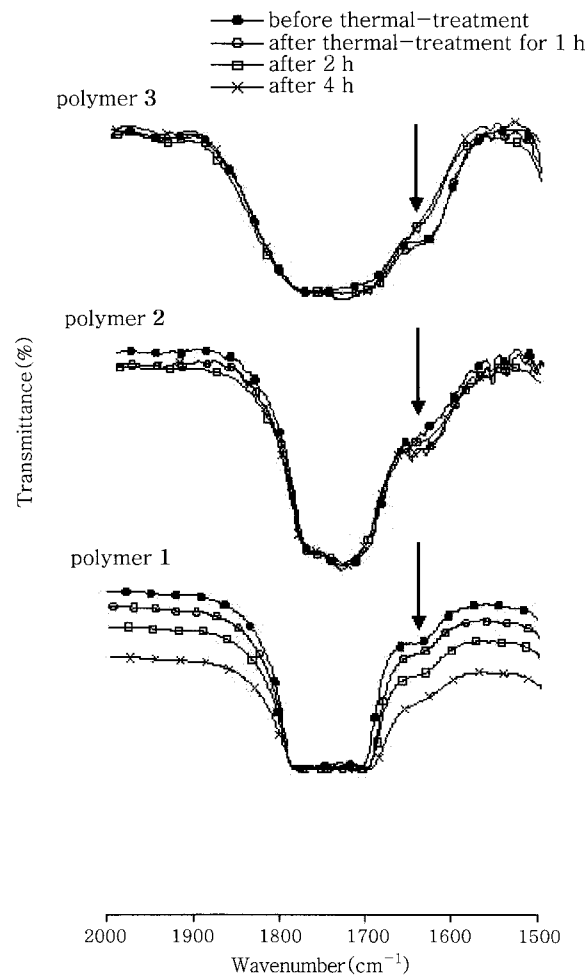 before thermal-treatment
after thermal-treatment for 1 h
after 2 h
after 4 h
polymer 3
polymer 2
Transmittance(%)
polymer 1
2000 1900 1800 1700 1600 1500
Wavenumber(cm⁻¹)